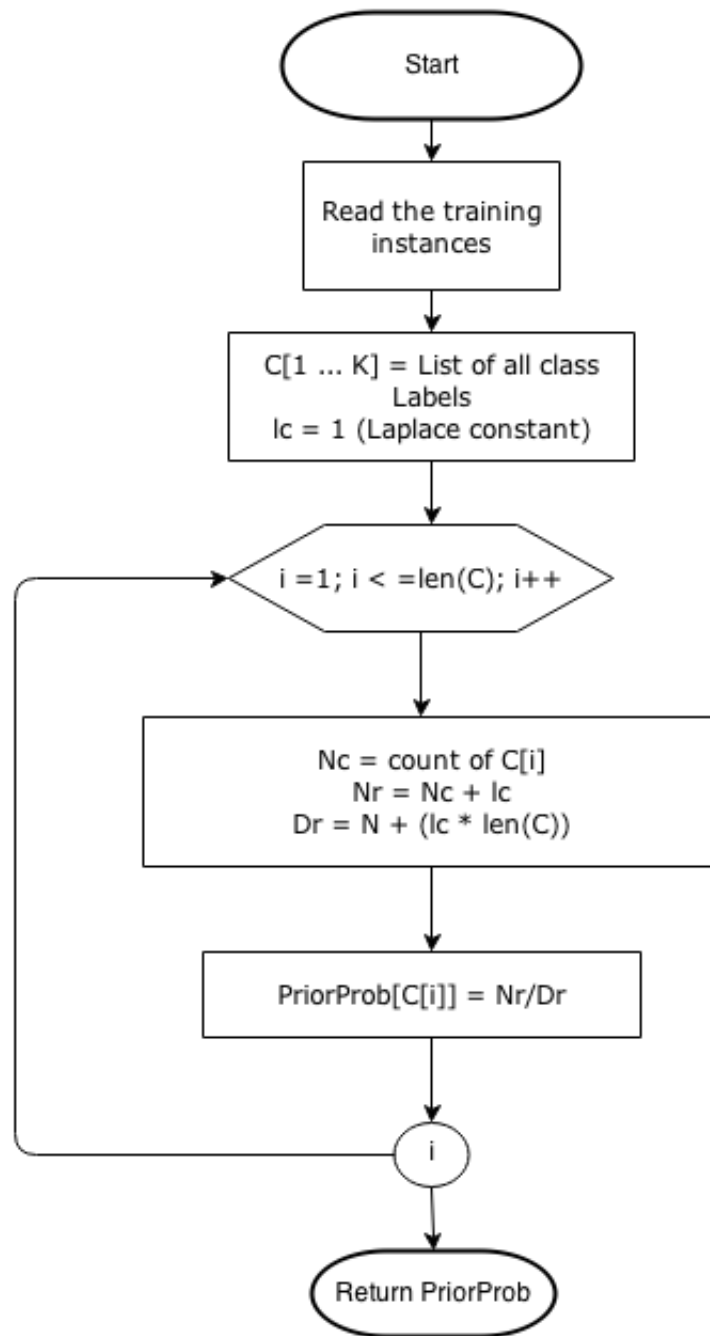 Start
Read the training
instances
C[1 ... K] = List of all class
Labels
lc = 1 (Laplace constant)
i =1; i < =len(C); i++
Nc = count of C[i]
Nr = Nc + lc
Dr = N + (lc * len(C))
PriorProb[C[i]] = Nr/Dr
i
Return PriorProb